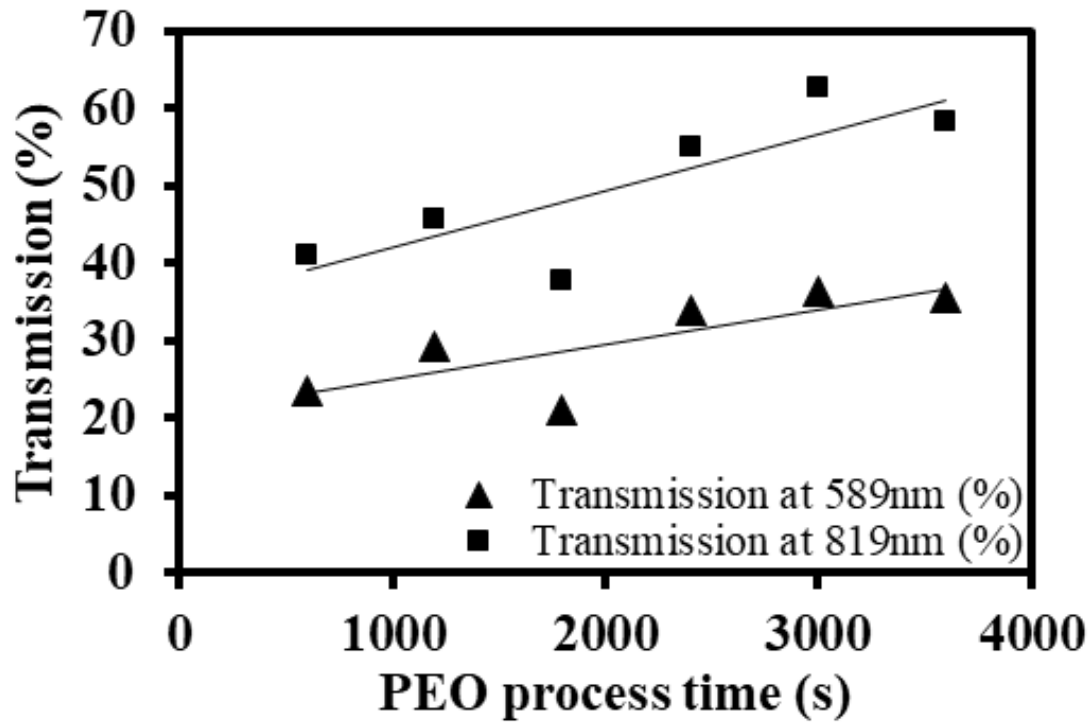 Transmission (%)
70
60
50
40
30
20
10
0
Transmission at 589nm (%)
Transmission at 819nm (%)
0 1000 2000 3000 4000
PEO process time (s)